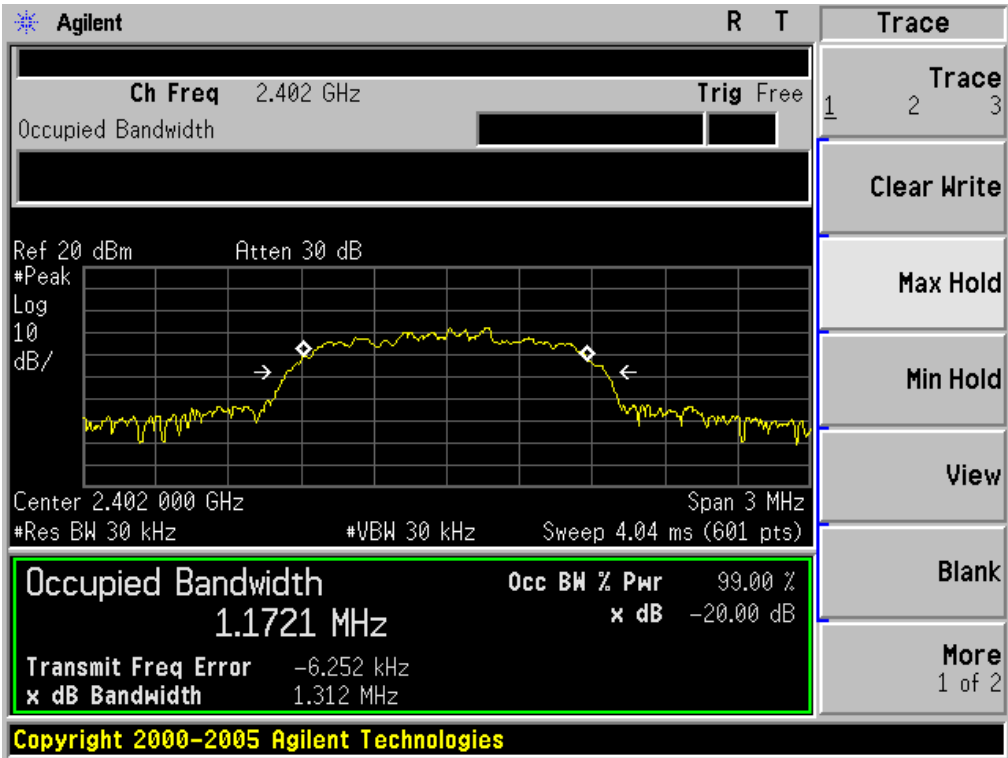 Agilent R T
Ch Freq 2.402 GHz Trig Free
Occupied Bandwidth
Ref 20 dBm Atten 30 dB
#Peak
Log
10
dB/
Center 2.402 000 GHz Span 3 MHz
#Res BW 30 kHz #VBW 30 kHz Sweep 4.04 ms (601 pts)
Occupied Bandwidth Occ BW % Pwr 99.00 %
1.1721 MHz x dB -20.00 dB
Transmit Freq Error -6.252 kHz
x dB Bandwidth 1.312 MHz
Copyright 2000-2005 Agilent Technologies
Trace
Trace
1 2 3
Clear Write
Max Hold
Min Hold
View
Blank
More
1 of 2